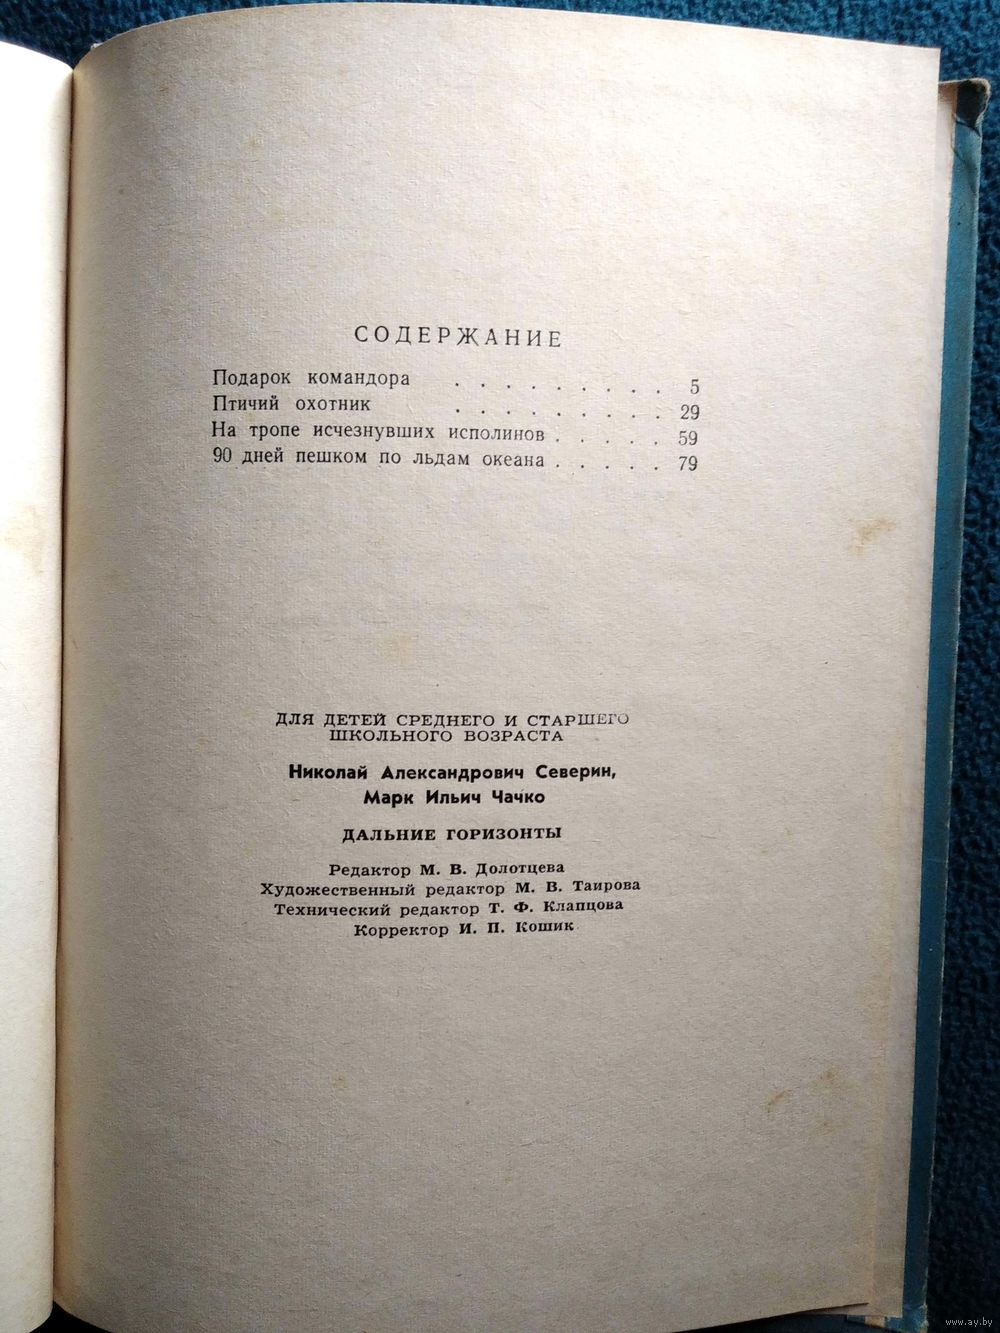 СОДЕРЖАНИЕ
Подарок командора . . . . . . . . . 5
Птичий охотник . . . . . . . . . 29
На тропе исчезнувших исполинов . . . . . 59
90 дней пешком по льдам океана . . . . . 79
ДЛЯ ДЕТЕЙ СРЕДНЕГО И СТАРШЕГО
ШКОЛЬНОГО ВОЗРАСТА
Николай Александрович Северин,
Марк Ильич Чачко
ДАЛЬНИЕ ГОРИЗОНТЫ
Редактор М. В. Долотцева
Художественный редактор М. В. Таирова
Технический редактор Т. Ф. Клапцова
Корректор И. П. Кошик
www.ay.by